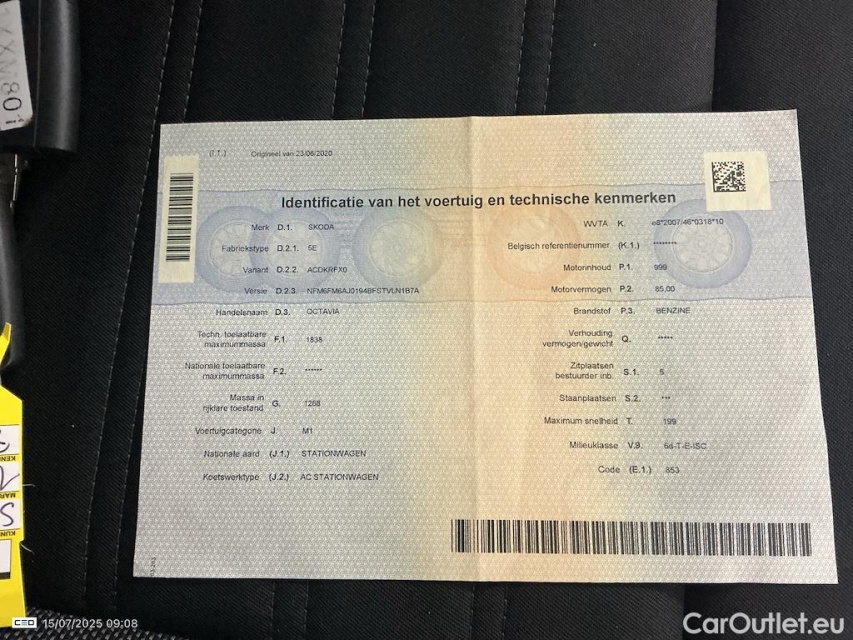 (I.1.) Origineel van 23/06/2020
Identificatie van het voertuig en technische kenmerken
Merk D.1. SKODA
Fabriekstype D.2.1. 5E
Variant D.2.2. ACDKRFX0
Versie D.2.3. NFM6FM6AJ0194BFSTVLN1B7A
Handelsnaam D.3. OCTAVIA
Techn. toelaatbare
maximummassa F.1. 1838
Nationale toelaatbare
maximummassa F.2. ******
Massa in
rijklare toestand G. 1268
Voertuigcategorie J. M1
Nationale aard (J.1.) STATIONWAGEN
Koetswerktype (J.2.) AC STATIONWAGEN
WVTA K. e8*2007/46*0318*10
Belgisch referentienummer (K.1.) ********
Motorinhoud P.1. 999
Motorvermogen P.2. 85,00
Brandstof P.3. BENZINE
Verhouding
vermogen/gewicht Q. *****
Zitplaatsen
bestuurder inb. S.1. 5
Staanplaatsen S.2. ***
Maximum snelheid T. 199
Milieuklasse V.9. 6d-T-E-ISC
Code (E.1.) 853
CEO 15/07/2025 09:08
CarOutlet.eu